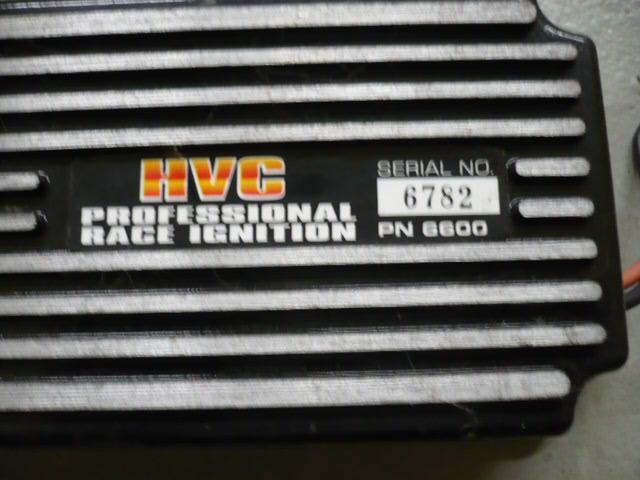 HVC
PROFESSIONAL
RACE IGNITION
SERIAL NO.
6782
PN 6600